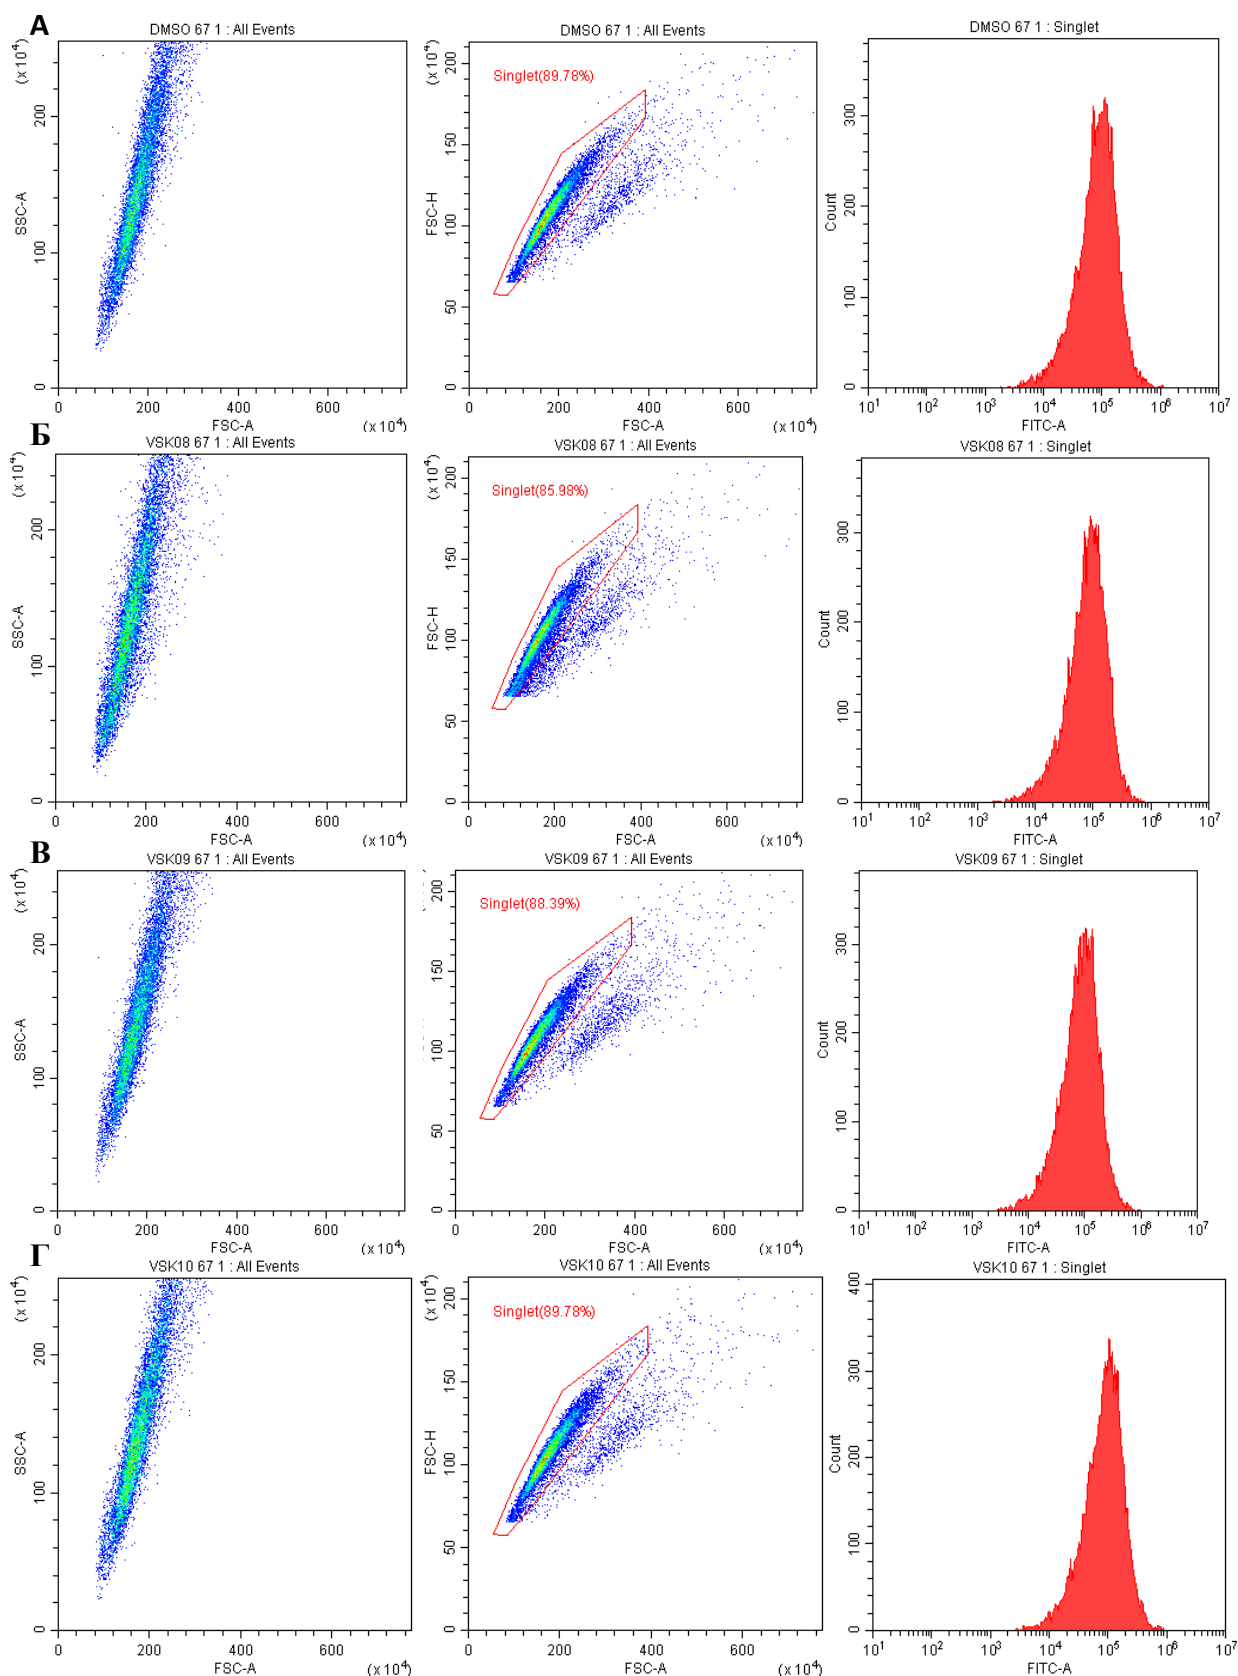 А
DMSO 67 1 : All Events
DMSO 67 1 : All Events
DMSO 67 1 : Singlet
(x 10⁴)
SSC-A
0 100 200
0 200 400 600
FSC-A (x 10⁴)
(x 10⁴)
FSC-H
Singlet(89.78%)
0 50 100 150 200
0 200 400 600
FSC-A (x 10⁴)
Count
0 100 200 300
10¹ 10² 10³ 10⁴ 10⁵ 10⁶ 10⁷
FITC-A
Б
VSK08 67 1 : All Events
VSK08 67 1 : All Events
VSK08 67 1 : Singlet
(x 10⁴)
SSC-A
0 100 200
0 200 400 600
FSC-A (x 10⁴)
(x 10⁴)
FSC-H
Singlet(85.98%)
0 50 100 150 200
0 200 400 600
FSC-A (x 10⁴)
Count
0 100 200 300
10¹ 10² 10³ 10⁴ 10⁵ 10⁶ 10⁷
FITC-A
В
VSK09 67 1 : All Events
VSK09 67 1 : All Events
VSK09 67 1 : Singlet
(x 10⁴)
SSC-A
0 100 200
0 200 400 600
FSC-A (x 10⁴)
Singlet(88.39%)
0 50 100 150 200
0 200 400 600
FSC-A (x 10⁴)
Count
0 100 200 300
10¹ 10² 10³ 10⁴ 10⁵ 10⁶ 10⁷
FITC-A
Г
VSK10 67 1 : All Events
VSK10 67 1 : All Events
VSK10 67 1 : Singlet
(x 10⁴)
SSC-A
0 100 200
0 200 400 600
FSC-A (x 10⁴)
(x 10⁴)
FSC-H
Singlet(89.78%)
0 50 100 150 200
0 200 400 600
FSC-A (x 10⁴)
Count
0 100 200 300 400
10¹ 10² 10³ 10⁴ 10⁵ 10⁶ 10⁷
FITC-A